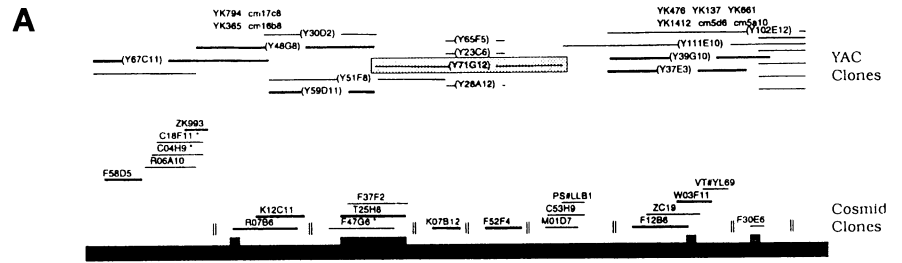 A
YK794 cm17c8 YK476 YK137 YK661
YK365 cm16b8 YK1412 cm5d6 cm5a10
(Y30D2) (Y65F5) (Y102E12)
(Y48G8) (Y23C6) (Y111E10)
(Y67C11) (Y71G12) (Y39G10) YAC
(Y51F8) (Y26A12) (Y37E3) Clones
(Y59D11)
ZK993
C18F11 *
C04H9 *
R06A10
F58D5 VT#YL69
F37F2 PS#LLB1 W03F11
K12C11 T25H8 C53H9 ZC19 Cosmid
R07B6 F47G6 * K07B12 F52F4 M01D7 F12B6 F30E6 Clones